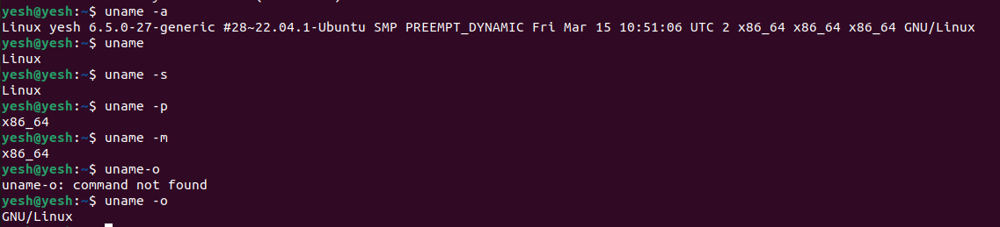 yesh@yesh:~$ uname -a
Linux yesh 6.5.0-27-generic #28~22.04.1-Ubuntu SMP PREEMPT_DYNAMIC Fri Mar 15 10:51:06 UTC 2 x86_64 x86_64 x86_64 GNU/Linux
yesh@yesh:~$ uname
Linux
yesh@yesh:~$ uname -s
Linux
yesh@yesh:~$ uname -p
x86_64
yesh@yesh:~$ uname -m
x86_64
yesh@yesh:~$ uname-o
uname-o: command not found
yesh@yesh:~$ uname -o
GNU/Linux